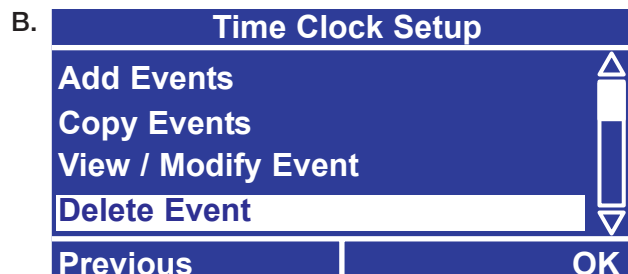 B.
Time Clock Setup
Add Events
Copy Events
View / Modify Event
Delete Event
Previous OK